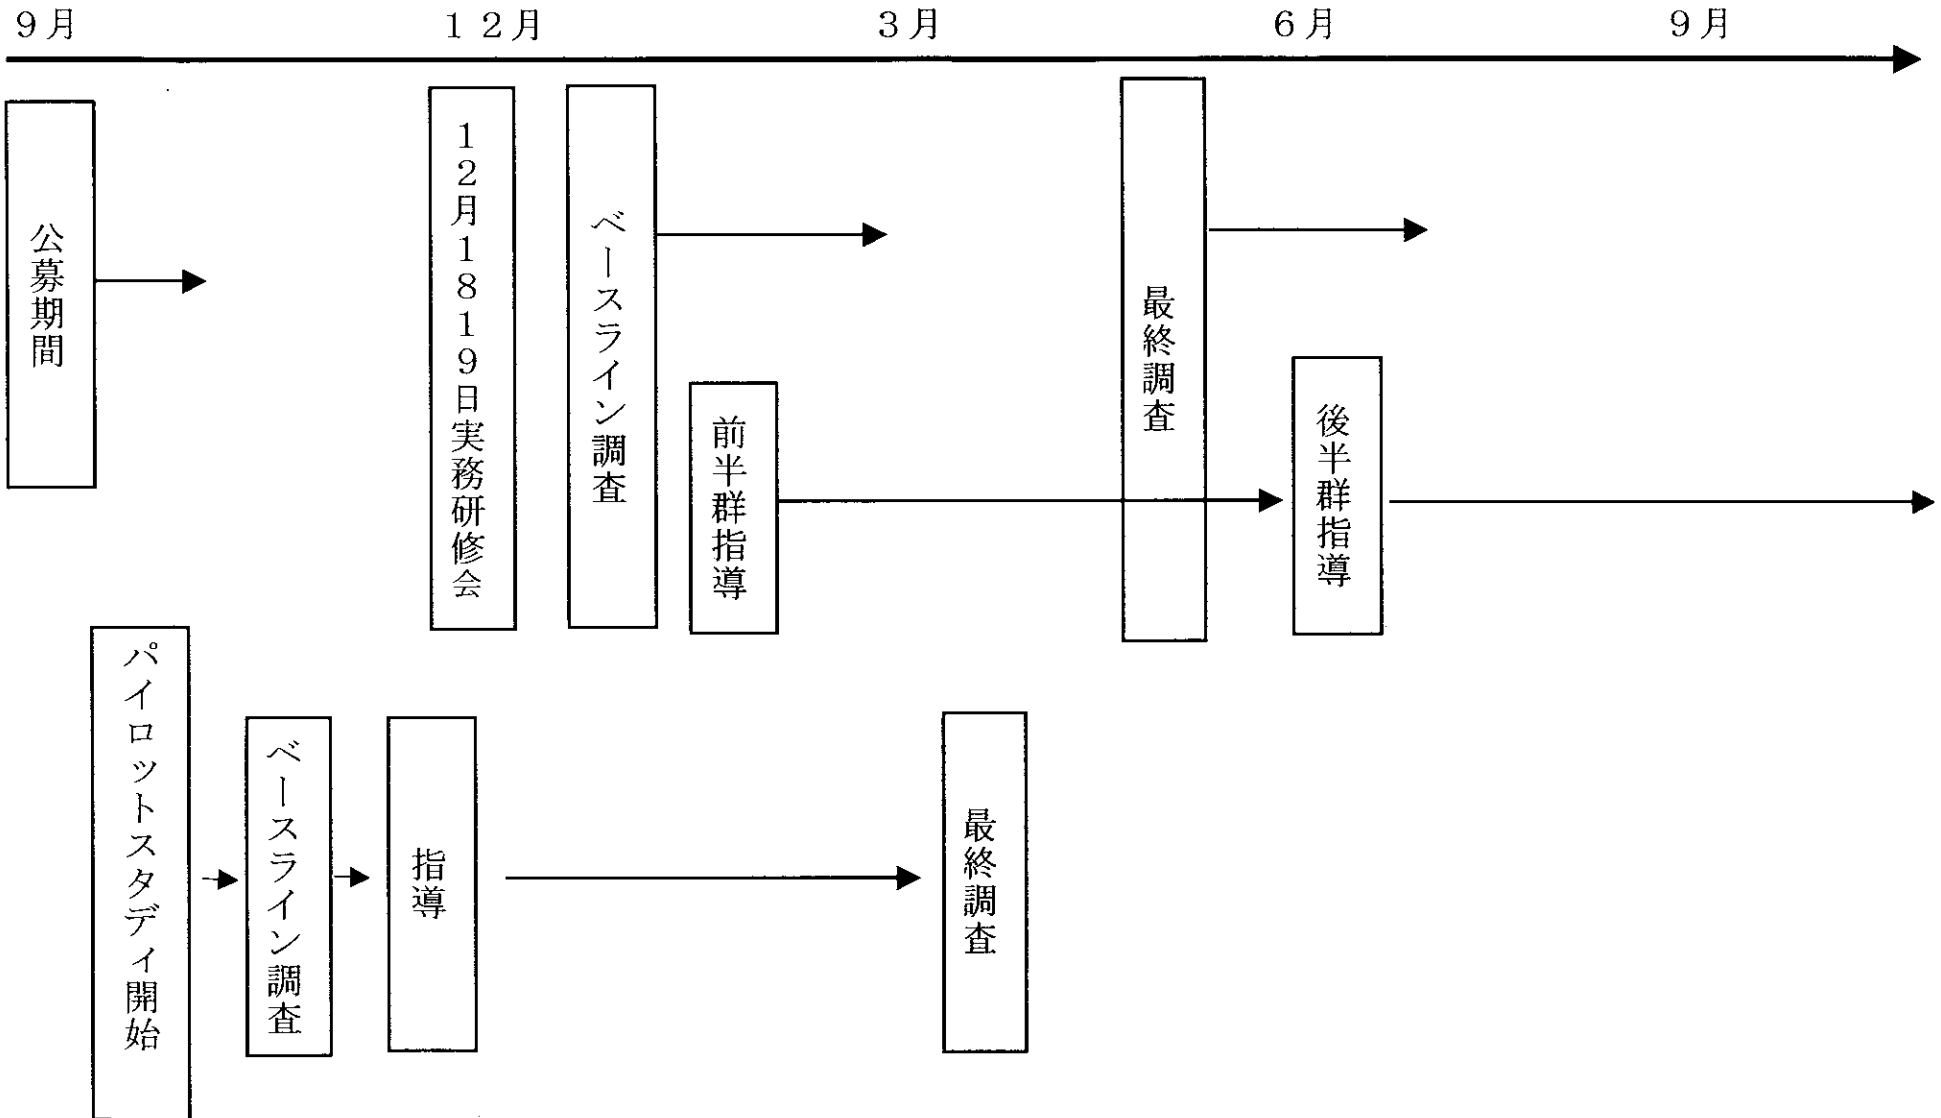 9月
12月
3月
6月
9月
公募期間
12月1819日実務研修会
ベースライン調査
前半群指導
最終調査
後半群指導
パイロットスタディ開始
ベースライン調査
指導
最終調査